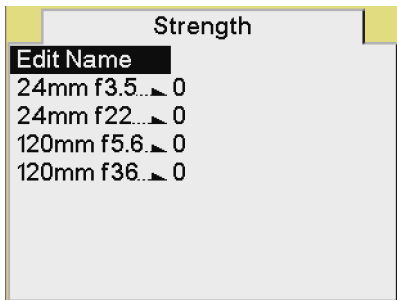 Strength
Edit Name
24mm f3.5...► 0
24mm f22...► 0
120mm f5.6.► 0
120mm f36...► 0